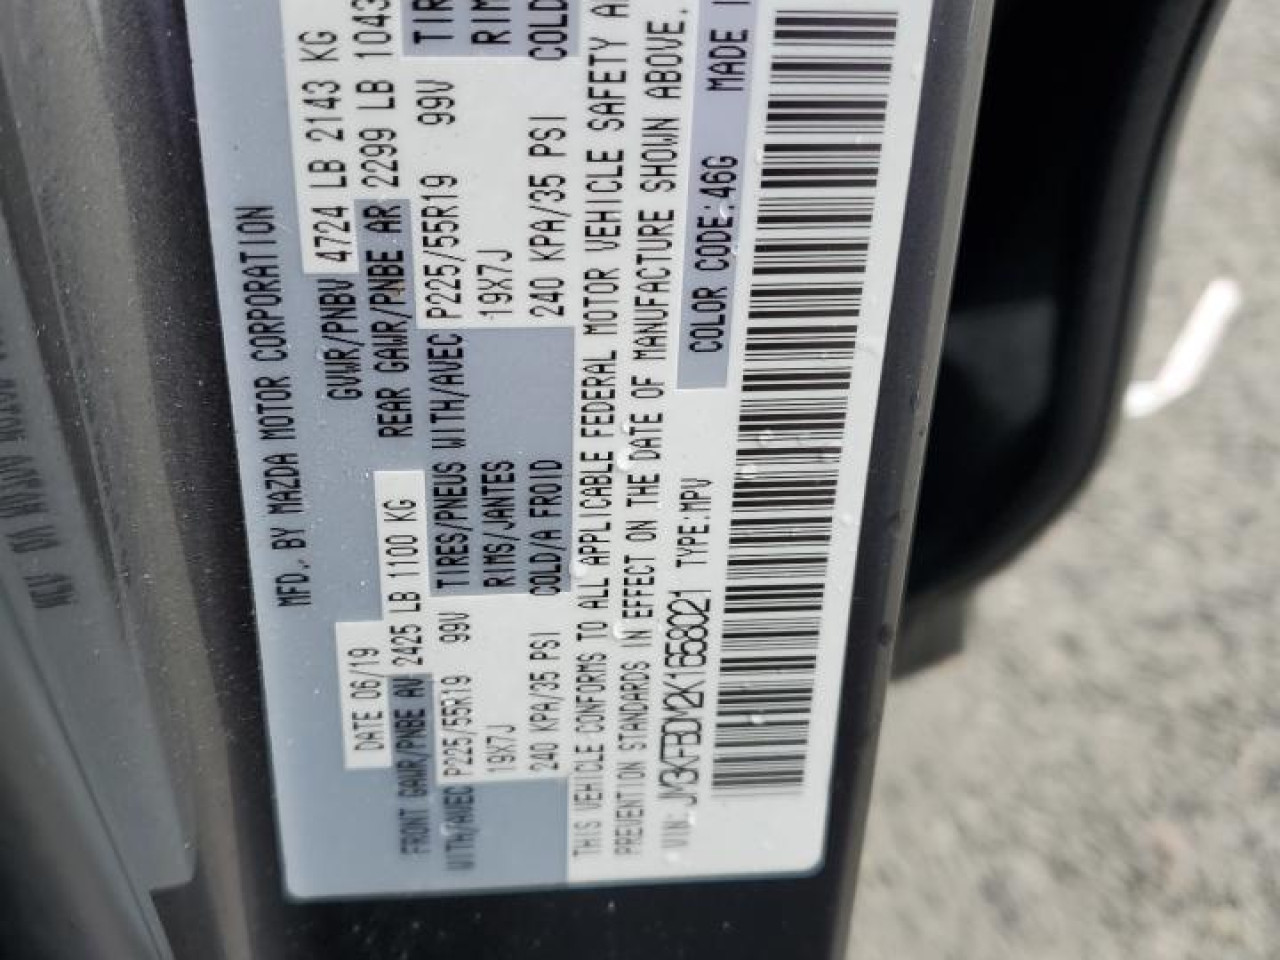 MFD. BY MAZDA MOTOR CORPORATION
DATE 06/19 GVWR/PNBV 4724 LB 2143 KG
FRONT GAWR/PNBE AV 2425 LB 1100 KG REAR GAWR/PNBE AR 2299 LB 1043
WITH/AVEC P225/55R19 99V TIRES/PNEUS WITH/AVEC P225/55R19 99V TIR
19X7J RIMS/JANTES 19X7J RIM
240 KPA/35 PSI COLD/A FROID 240 KPA/35 PSI COLD
THIS VEHICLE CONFORMS TO ALL APPLICABLE FEDERAL MOTOR VEHICLE SAFETY A
PREVENTION STANDARDS IN EFFECT ON THE DATE OF MANUFACTURE SHOWN ABOVE.
VIN: JM3KFBDM2K1658021 TYPE:MPV COLOR CODE:46G MADE I